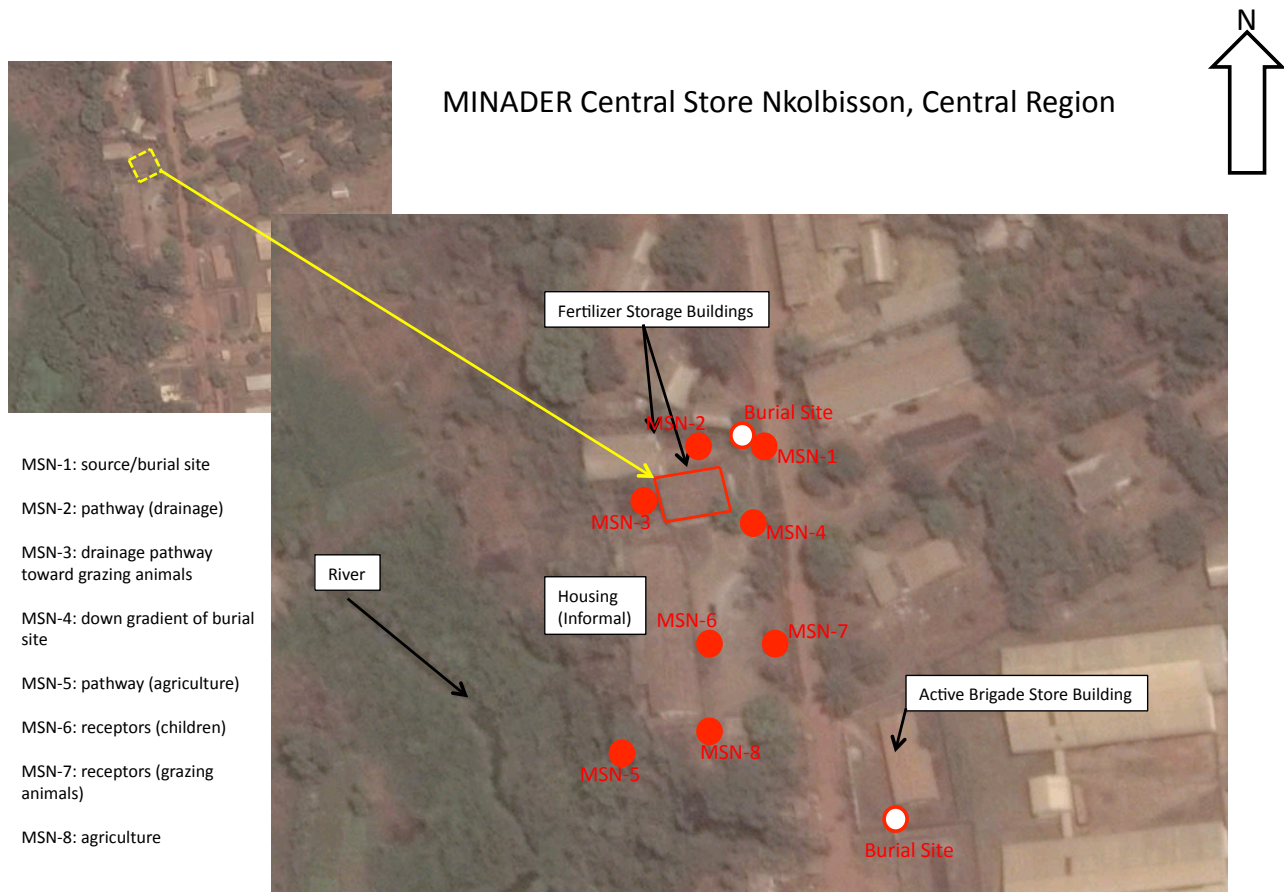 N
MINADER Central Store Nkolbisson, Central Region
Fertilizer Storage Buildings
Burial Site
MSN-2
MSN-1
MSN-3
MSN-4
River
Housing
(Informal)
MSN-6
MSN-7
Active Brigade Store Building
MSN-8
MSN-5
Burial Site
MSN-1: source/burial site
MSN-2: pathway (drainage)
MSN-3: drainage pathway
toward grazing animals
MSN-4: down gradient of burial
site
MSN-5: pathway (agriculture)
MSN-6: receptors (children)
MSN-7: receptors (grazing
animals)
MSN-8: agriculture